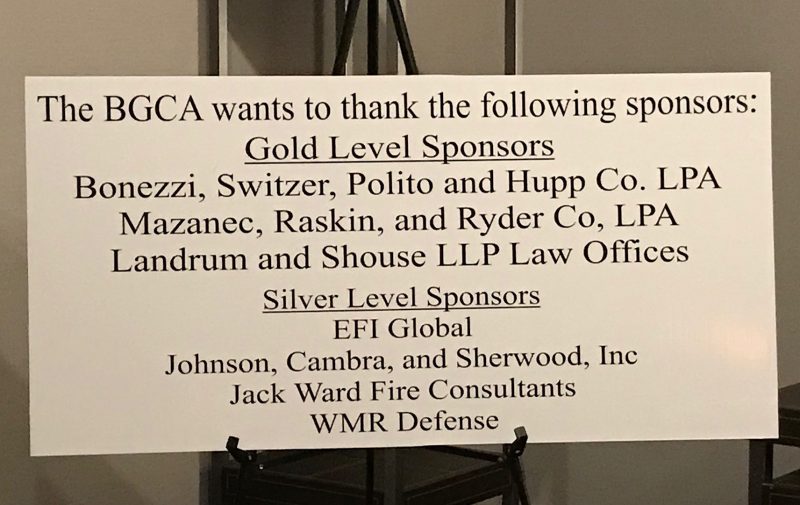 The BGCA wants to thank the following sponsors:
Gold Level Sponsors
Bonezzi, Switzer, Polito and Hupp Co. LPA
Mazanec, Raskin, and Ryder Co, LPA
Landrum and Shouse LLP Law Offices
Silver Level Sponsors
EFI Global
Johnson, Cambra, and Sherwood, Inc
Jack Ward Fire Consultants
WMR Defense